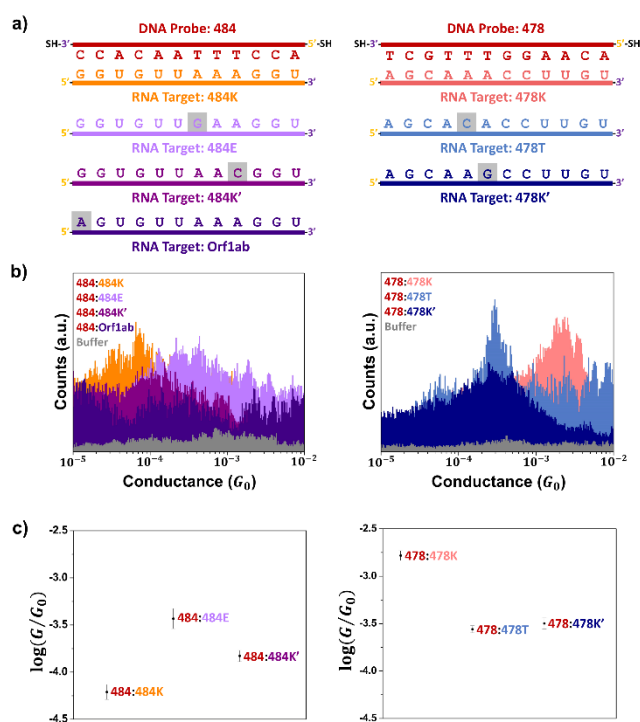 a)
DNA Probe: 484
SH-3’ 5’-SH
C C A C A A T T T C C A
5’ G G U G U U A A A G G U -3’
RNA Target: 484K
G G U G U U G A A G G U
5’ -3’
RNA Target: 484E
G G U G U U A A C G G U
5’ -3’
RNA Target: 484K’
A G U G U U A A A G G U
5’ -3’
RNA Target: Orf1ab
DNA Probe: 478
SH-3’ 5’-SH
T C G T T T G G A A C A
5’ A G C A A A C C U U G U -3’
RNA Target: 478K
A G C A C A C C U U G U
5’ -3’
RNA Target: 478T
A G C A A G C C U U G U
5’ -3’
RNA Target: 478K’
b)
Counts (a.u.)
484:484K
484:484E
484:484K’
484:Orf1ab
Buffer
10⁻⁵ 10⁻⁴ 10⁻³ 10⁻²
Conductance (G₀)
Counts (a.u.)
478:478K
478:478T
478:478K’
Buffer
10⁻⁵ 10⁻⁴ 10⁻³ 10⁻²
Conductance (G₀)
c)
log(G/G₀)
-2.5
-3.0
-3.5
-4.0
-4.5
484:484E
484:484K’
484:484K
log(G/G₀)
-2.5
-3.0
-3.5
-4.0
-4.5
478:478K
478:478T
478:478K’